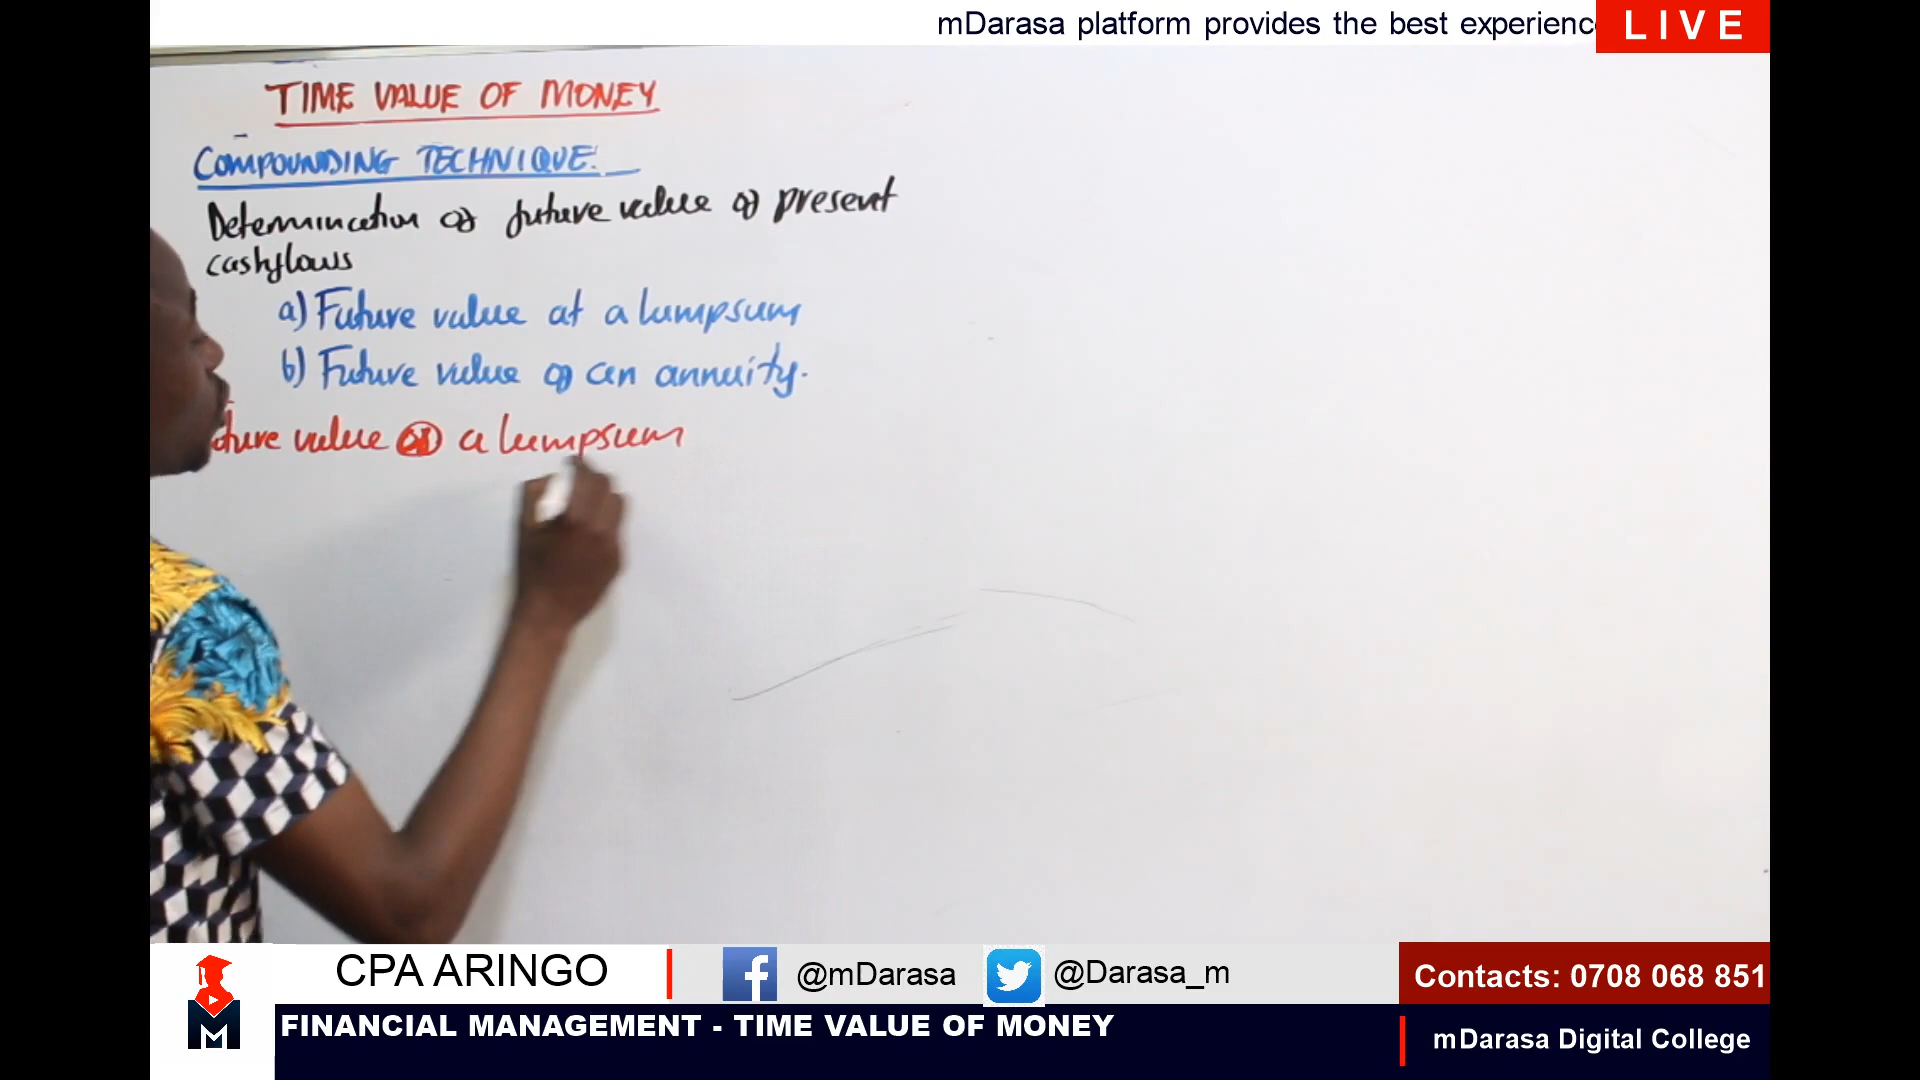 mDarasa platform provides the best experienc
LIVE
TIME VALUE OF MONEY
COMPOUNDING TECHNIQUE.
Determination of future value of present
cashflows
a) Future value at a lumpsum
b) Future value of an annuity.
ture value of a lumpsum
CPA ARINGO
@mDarasa
@Darasa_m
Contacts: 0708 068 851
M
FINANCIAL MANAGEMENT - TIME VALUE OF MONEY
mDarasa Digital College